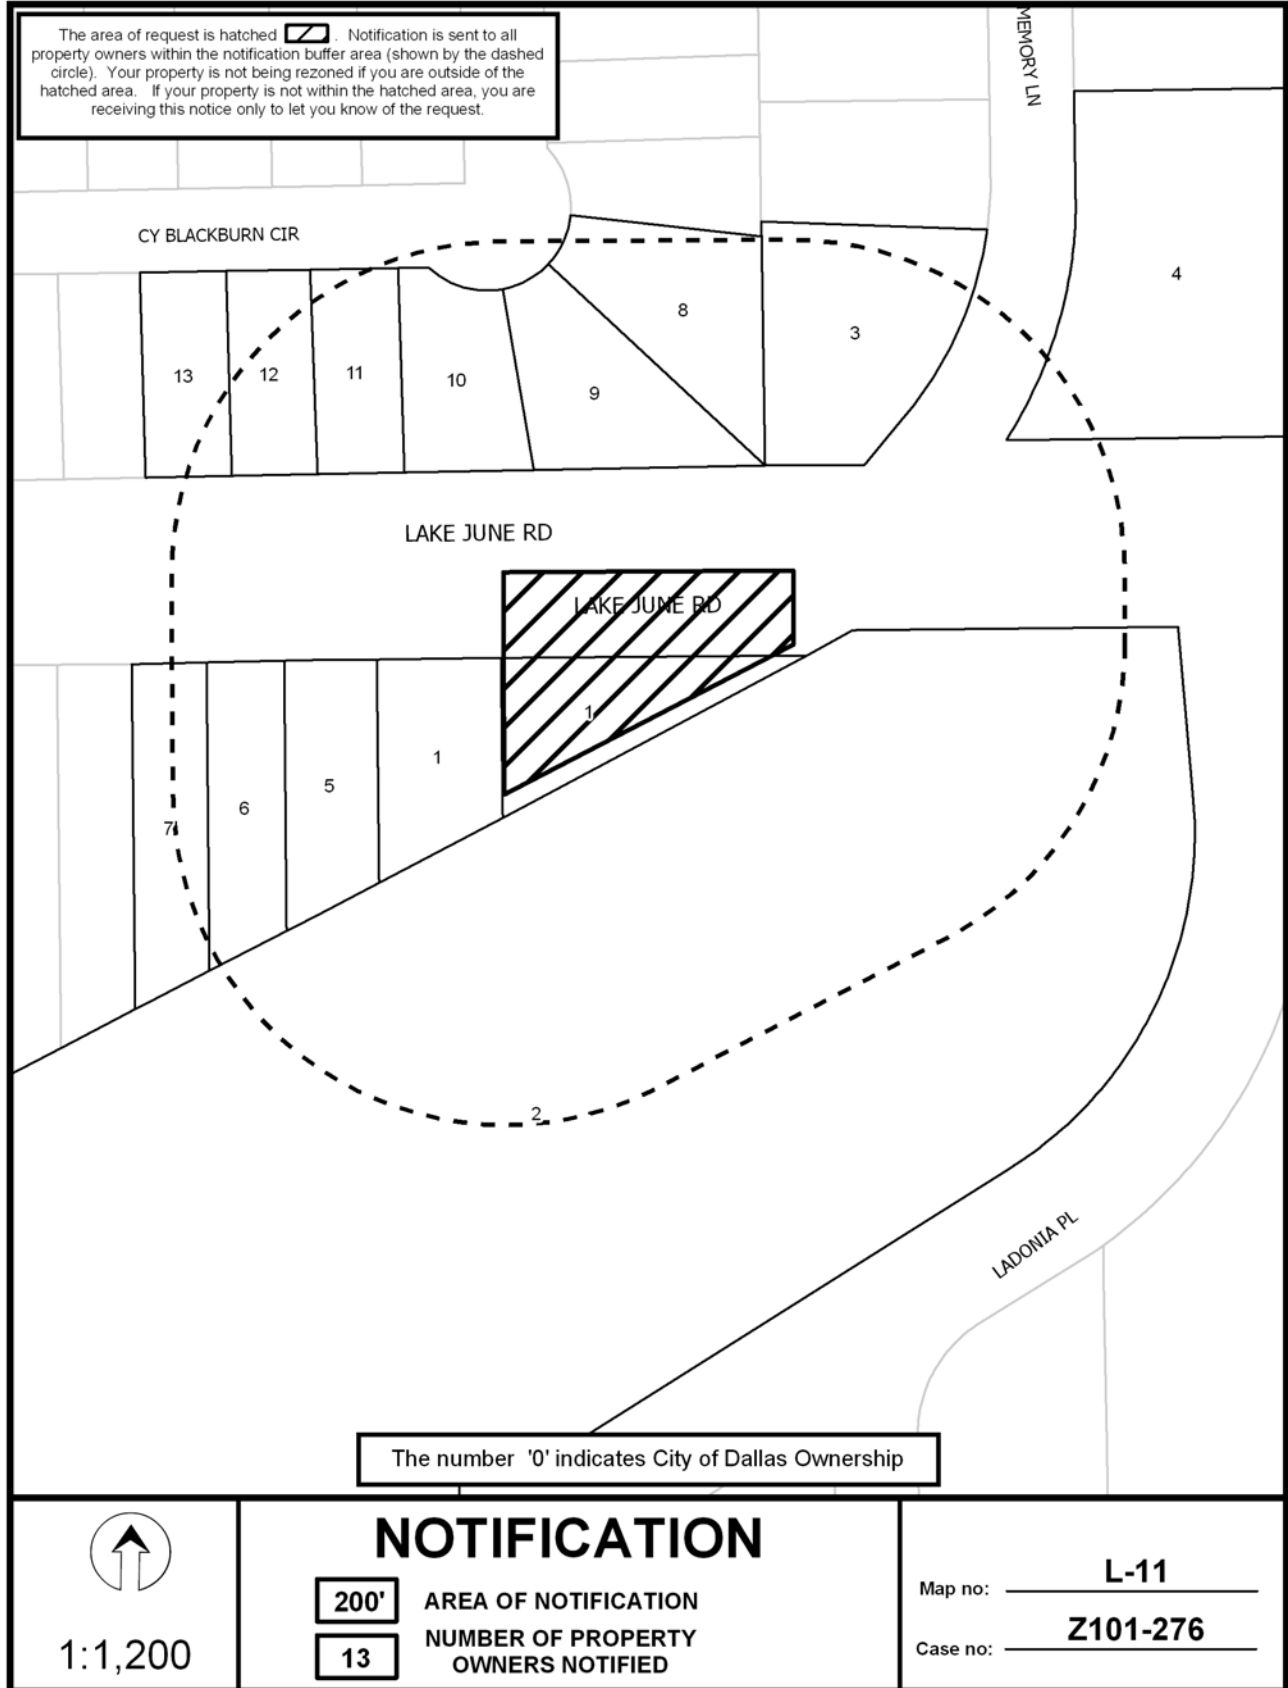 The area of request is hatched . Notification is sent to all
property owners within the notification buffer area (shown by the dashed
circle). Your property is not being rezoned if you are outside of the
hatched area. If your property is not within the hatched area, you are
receiving this notice only to let you know of the request.
MEMORY LN
CY BLACKBURN CIR
4
8
3
13
12
11
10
9
LAKE JUNE RD
LAKE JUNE RD
1
1
5
6
7
2
LADONIA PL
The number '0' indicates City of Dallas Ownership
1:1,200
NOTIFICATION
200' AREA OF NOTIFICATION
13 NUMBER OF PROPERTY
OWNERS NOTIFIED
Map no: L-11
Case no: Z101-276